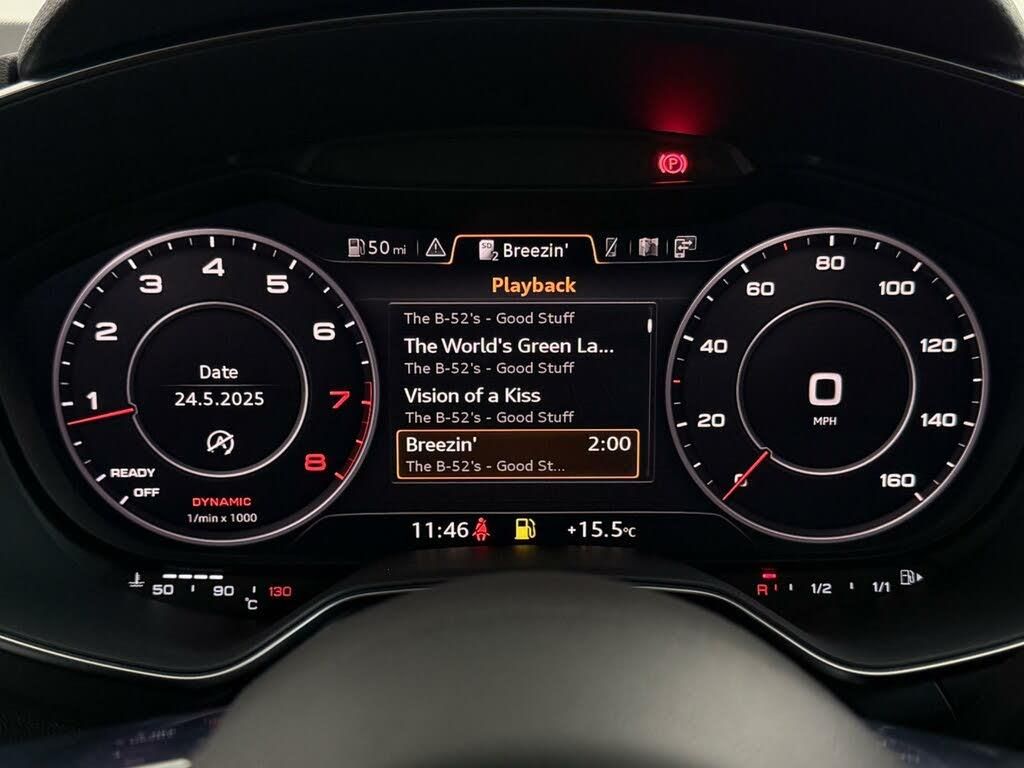 50 mi
SD 2 Breezin'
Playback
The B-52's - Good Stuff
The World's Green La...
The B-52's - Good Stuff
Vision of a Kiss
The B-52's - Good Stuff
Breezin' 2:00
The B-52's - Good St...
11:46 +15.5°C
1
2
3
4
5
6
7
8
Date
24.5.2025
A
READY
OFF
DYNAMIC
1/min x 1000
P
0
20
40
60
80
100
120
140
160
0
MPH
50 90 130
°C
R 1/2 1/1